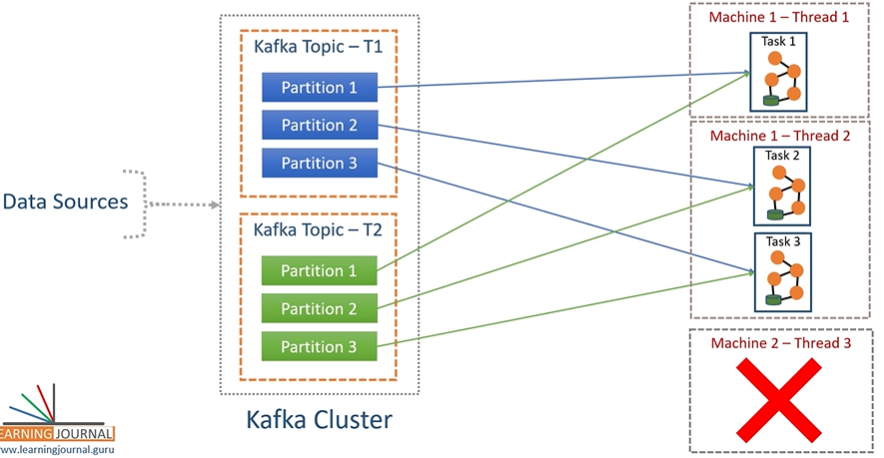 Data Sources
Kafka Topic – T1
Partition 1
Partition 2
Partition 3
Kafka Topic – T2
Partition 1
Partition 2
Partition 3
Kafka Cluster
Machine 1 – Thread 1
Task 1
Machine 1 – Thread 2
Task 2
Task 3
Machine 2 – Thread 3
EARNING JOURNAL
www.learningjournal.guru